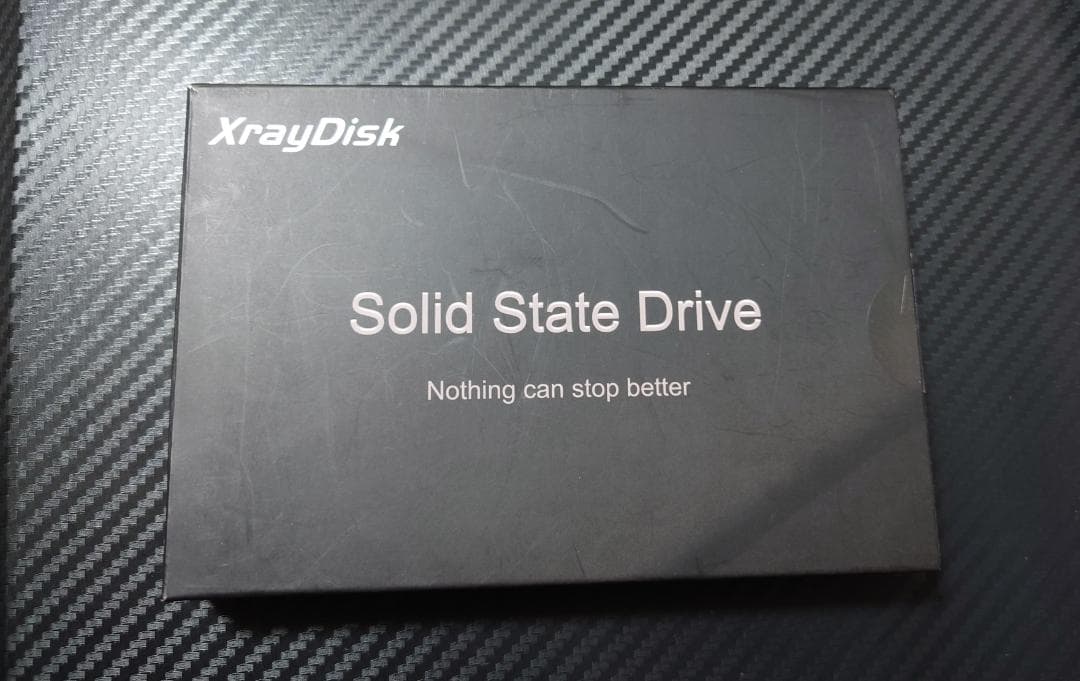 XrayDisk
Solid State Drive
Nothing can stop better